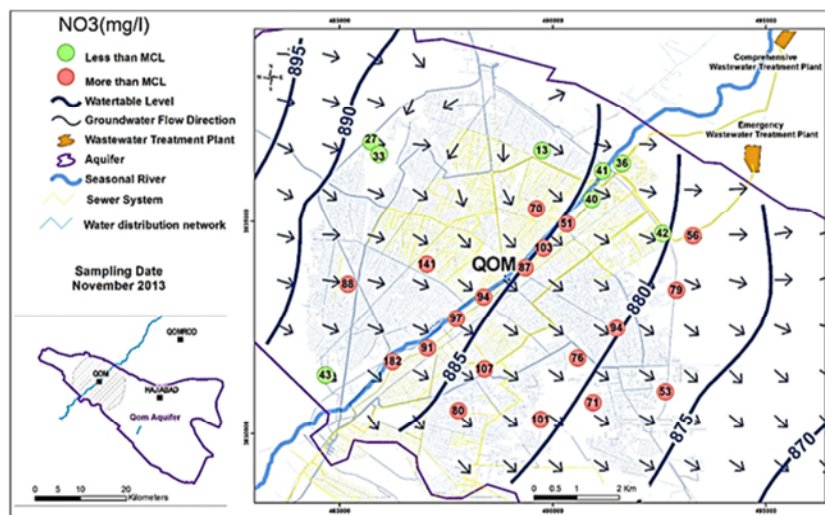 NO3(mg/l)
Less than MCL
More than MCL
Watertable Level
Groundwater Flow Direction
Wastewater Treatment Plant
Aquifer
Seasonal River
Sewer System
Water distribution network
Sampling Date
November 2013
QOMROD
QOM
HAJIABAD
Qom Aquifer
0 10 20
Kilometers
895
890
885
880
875
870
Comprehensive
Wastewater Treatment Plant
Emergency
Wastewater Treatment Plant
27
33
13
41
36
40
42
56
70
51
103
QOM
87
141
88
94
79
97
94
91
182
107
76
43
53
80
71
101
0 0.5 1 2 Km